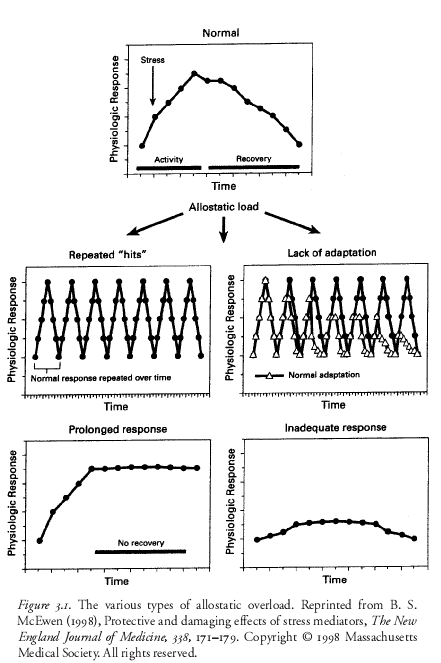 Normal
Physiologic Response
Stress
Activity
Recovery
Time
Allostatic load
Repeated "hits"
Physiologic Response
Normal response repeated over time
Time
Lack of adaptation
Physiologic Response
Normal adaptation
Time
Prolonged response
Physiologic Response
No recovery
Time
Inadequate response
Physiologic Response
Time
Figure 3.1. The various types of allostatic overload. Reprinted from B. S.
McEwen (1998), Protective and damaging effects of stress mediators, The New
England Journal of Medicine, 338, 171–179. Copyright © 1998 Massachusetts
Medical Society. All rights reserved.